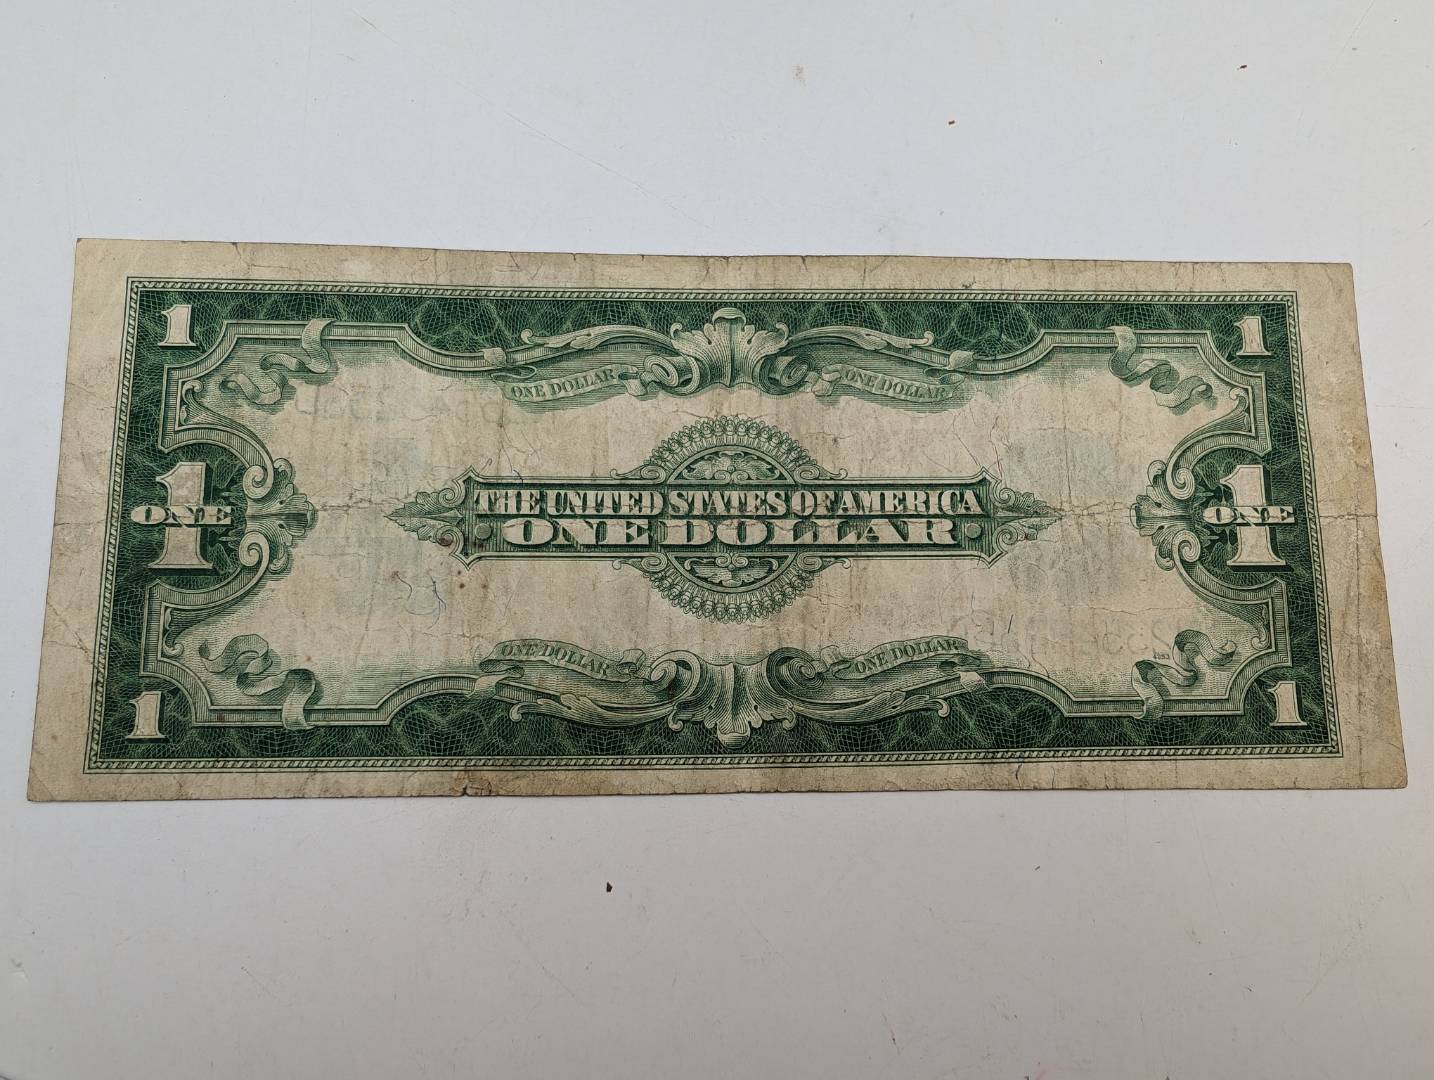 1 1
ONE DOLLAR ONE DOLLAR
THE UNITED STATES OF AMERICA
1 ONE 1 ONE
ONE DOLLAR
ONE DOLLAR ONE DOLLAR
1 1